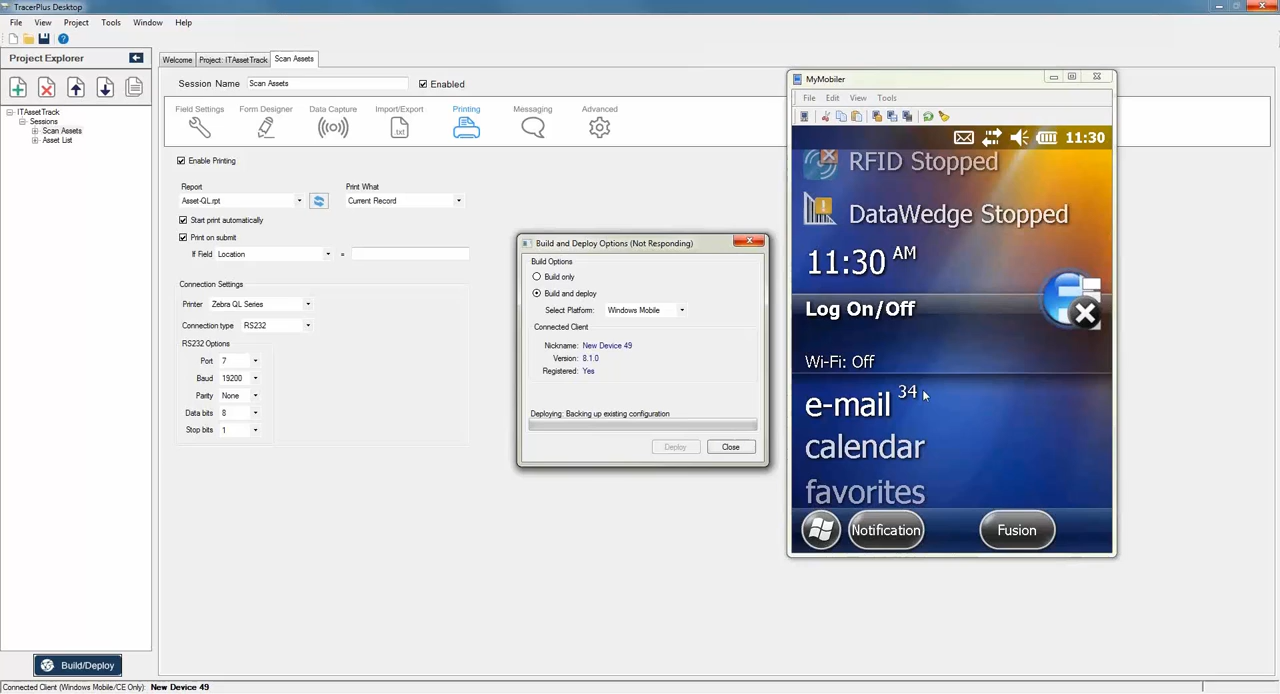 TracerPlus Desktop
File View Project Tools Window Help
Project Explorer
ITAssetTrack
Sessions
Scan Assets
Asset List
Build/Deploy
Welcome Project: ITAssetTrack Scan Assets
Session Name Scan Assets Enabled
Field Settings Form Designer Data Capture Import/Export Printing Messaging Advanced
.txt
Enable Printing
Report Print What
Asset-QL.rpt Current Record
Start print automatically
Print on submit
If Field Location =
Connection Settings
Printer Zebra QL Series
Connection type RS232
RS232 Options
Port 7
Baud 19200
Parity None
Data bits 8
Stop bits 1
Build and Deploy Options (Not Responding)
Build Options
Build only
Build and deploy
Select Platform: Windows Mobile
Connected Client
Nickname: New Device 49
Version: 8.1.0
Registered: Yes
Deploying: Backing up existing configuration
Deploy Close
MyMobiler
File Edit View Tools
11:30
RFID Stopped
DataWedge Stopped
11:30 AM
Log On/Off
Wi-Fi: Off
e-mail 34
calendar
favorites
Notification Fusion
Connected Client (Windows Mobile/CE Only): New Device 49